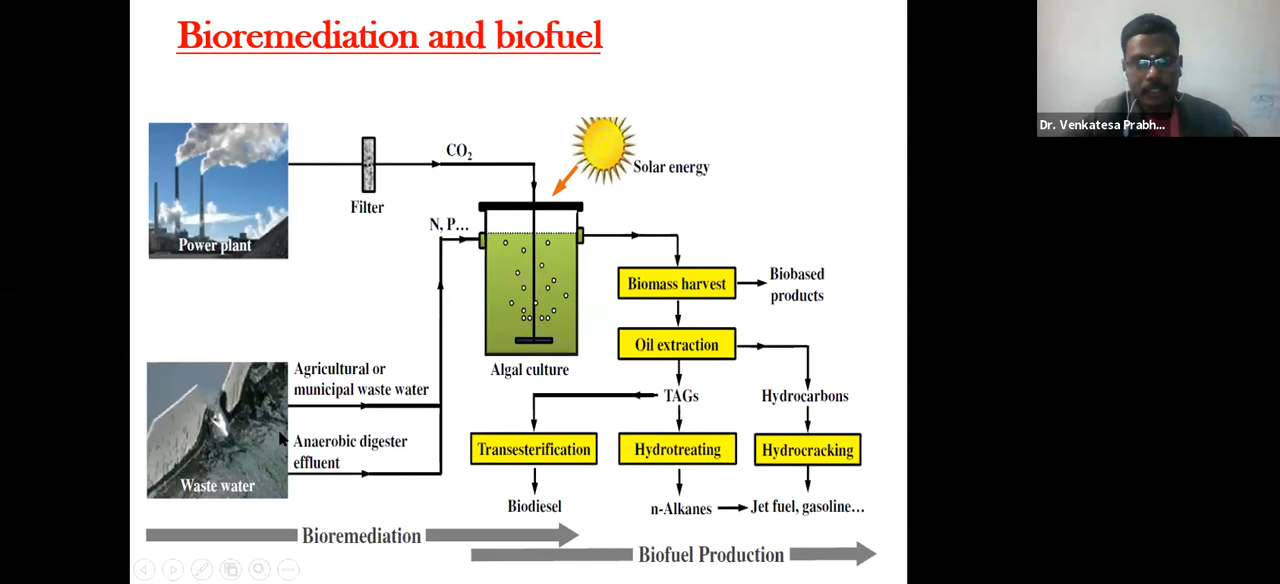 Bioremediation and biofuel
Dr. Venkatesa Prabh...
CO₂
Solar energy
Filter
Power plant
N, P...
Biomass harvest
Biobased
products
Oil extraction
Algal culture
Agricultural or
municipal waste water
TAGs
Hydrocarbons
Anaerobic digester
effluent
Transesterification
Hydrotreating
Hydrocracking
Waste water
Biodiesel
n-Alkanes
Jet fuel, gasoline...
Bioremediation
Biofuel Production